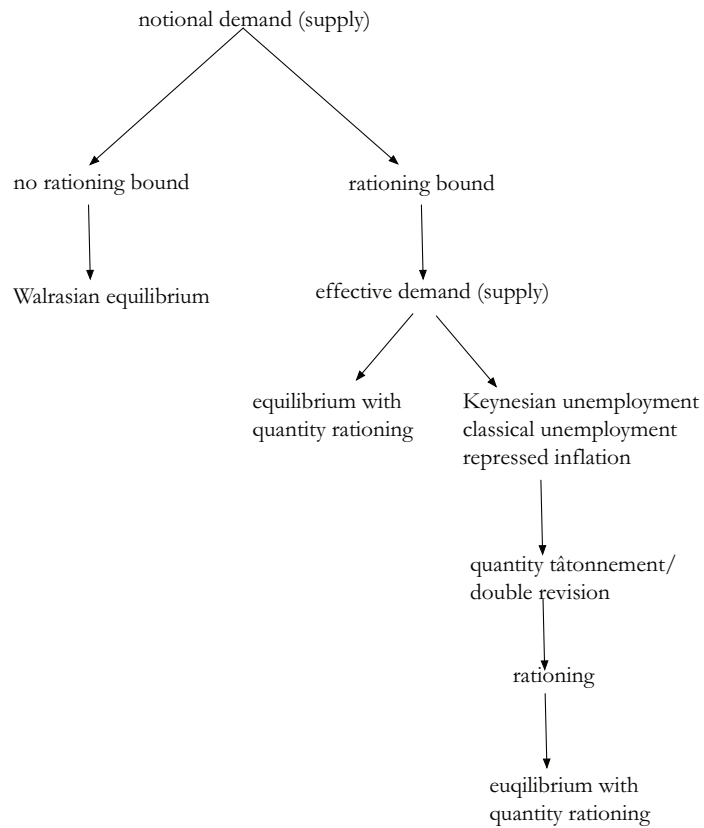 notional demand (supply)
no rationing bound
rationing bound
Walrasian equilibrium
effective demand (supply)
equilibrium with
quantity rationing
Keynesian unemployment
classical unemployment
repressed inflation
quantity tâtonnement/
double revision
rationing
euqilibrium with
quantity rationing